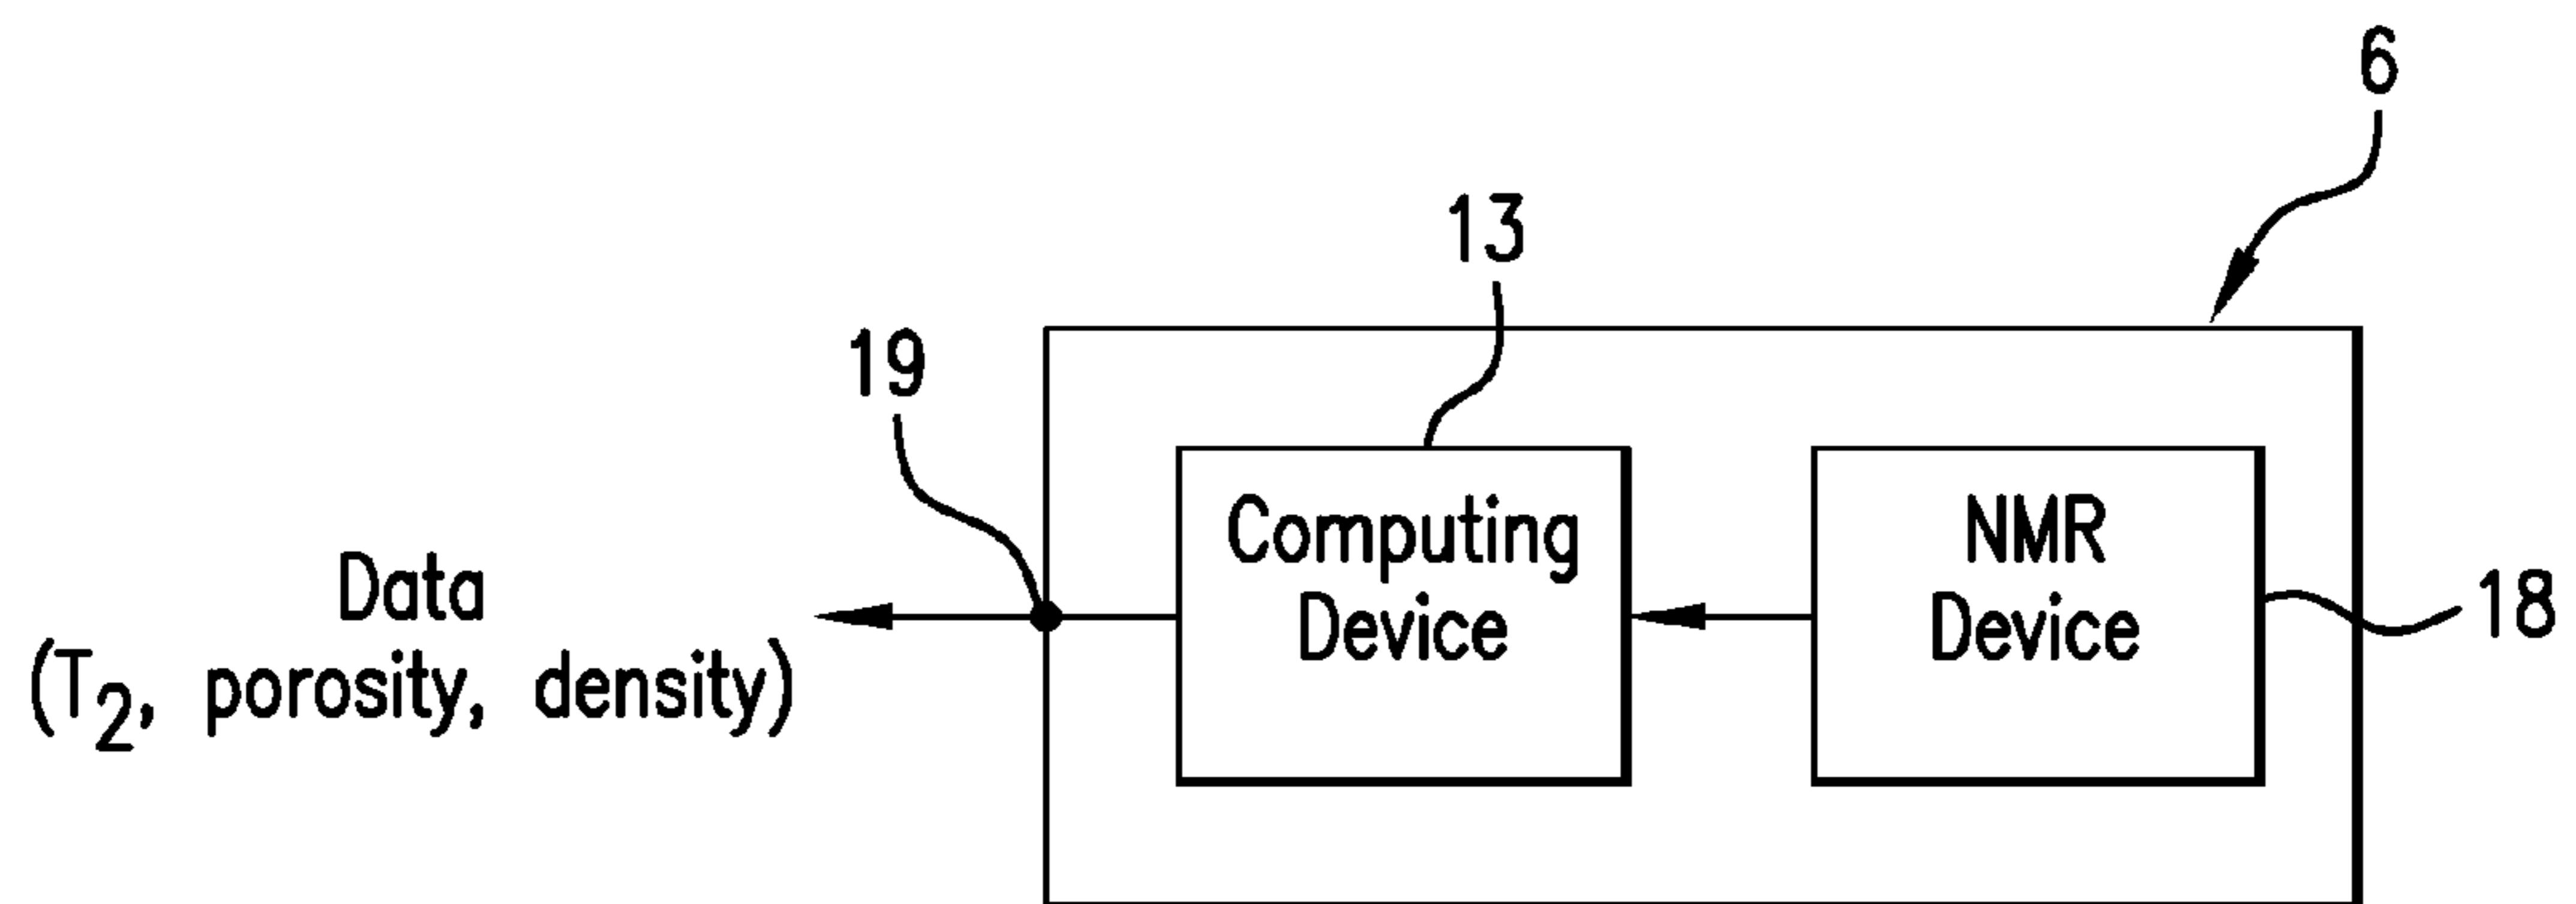 6
13
19
Computing
Device
NMR
Device
18
Data
(T2, porosity, density)